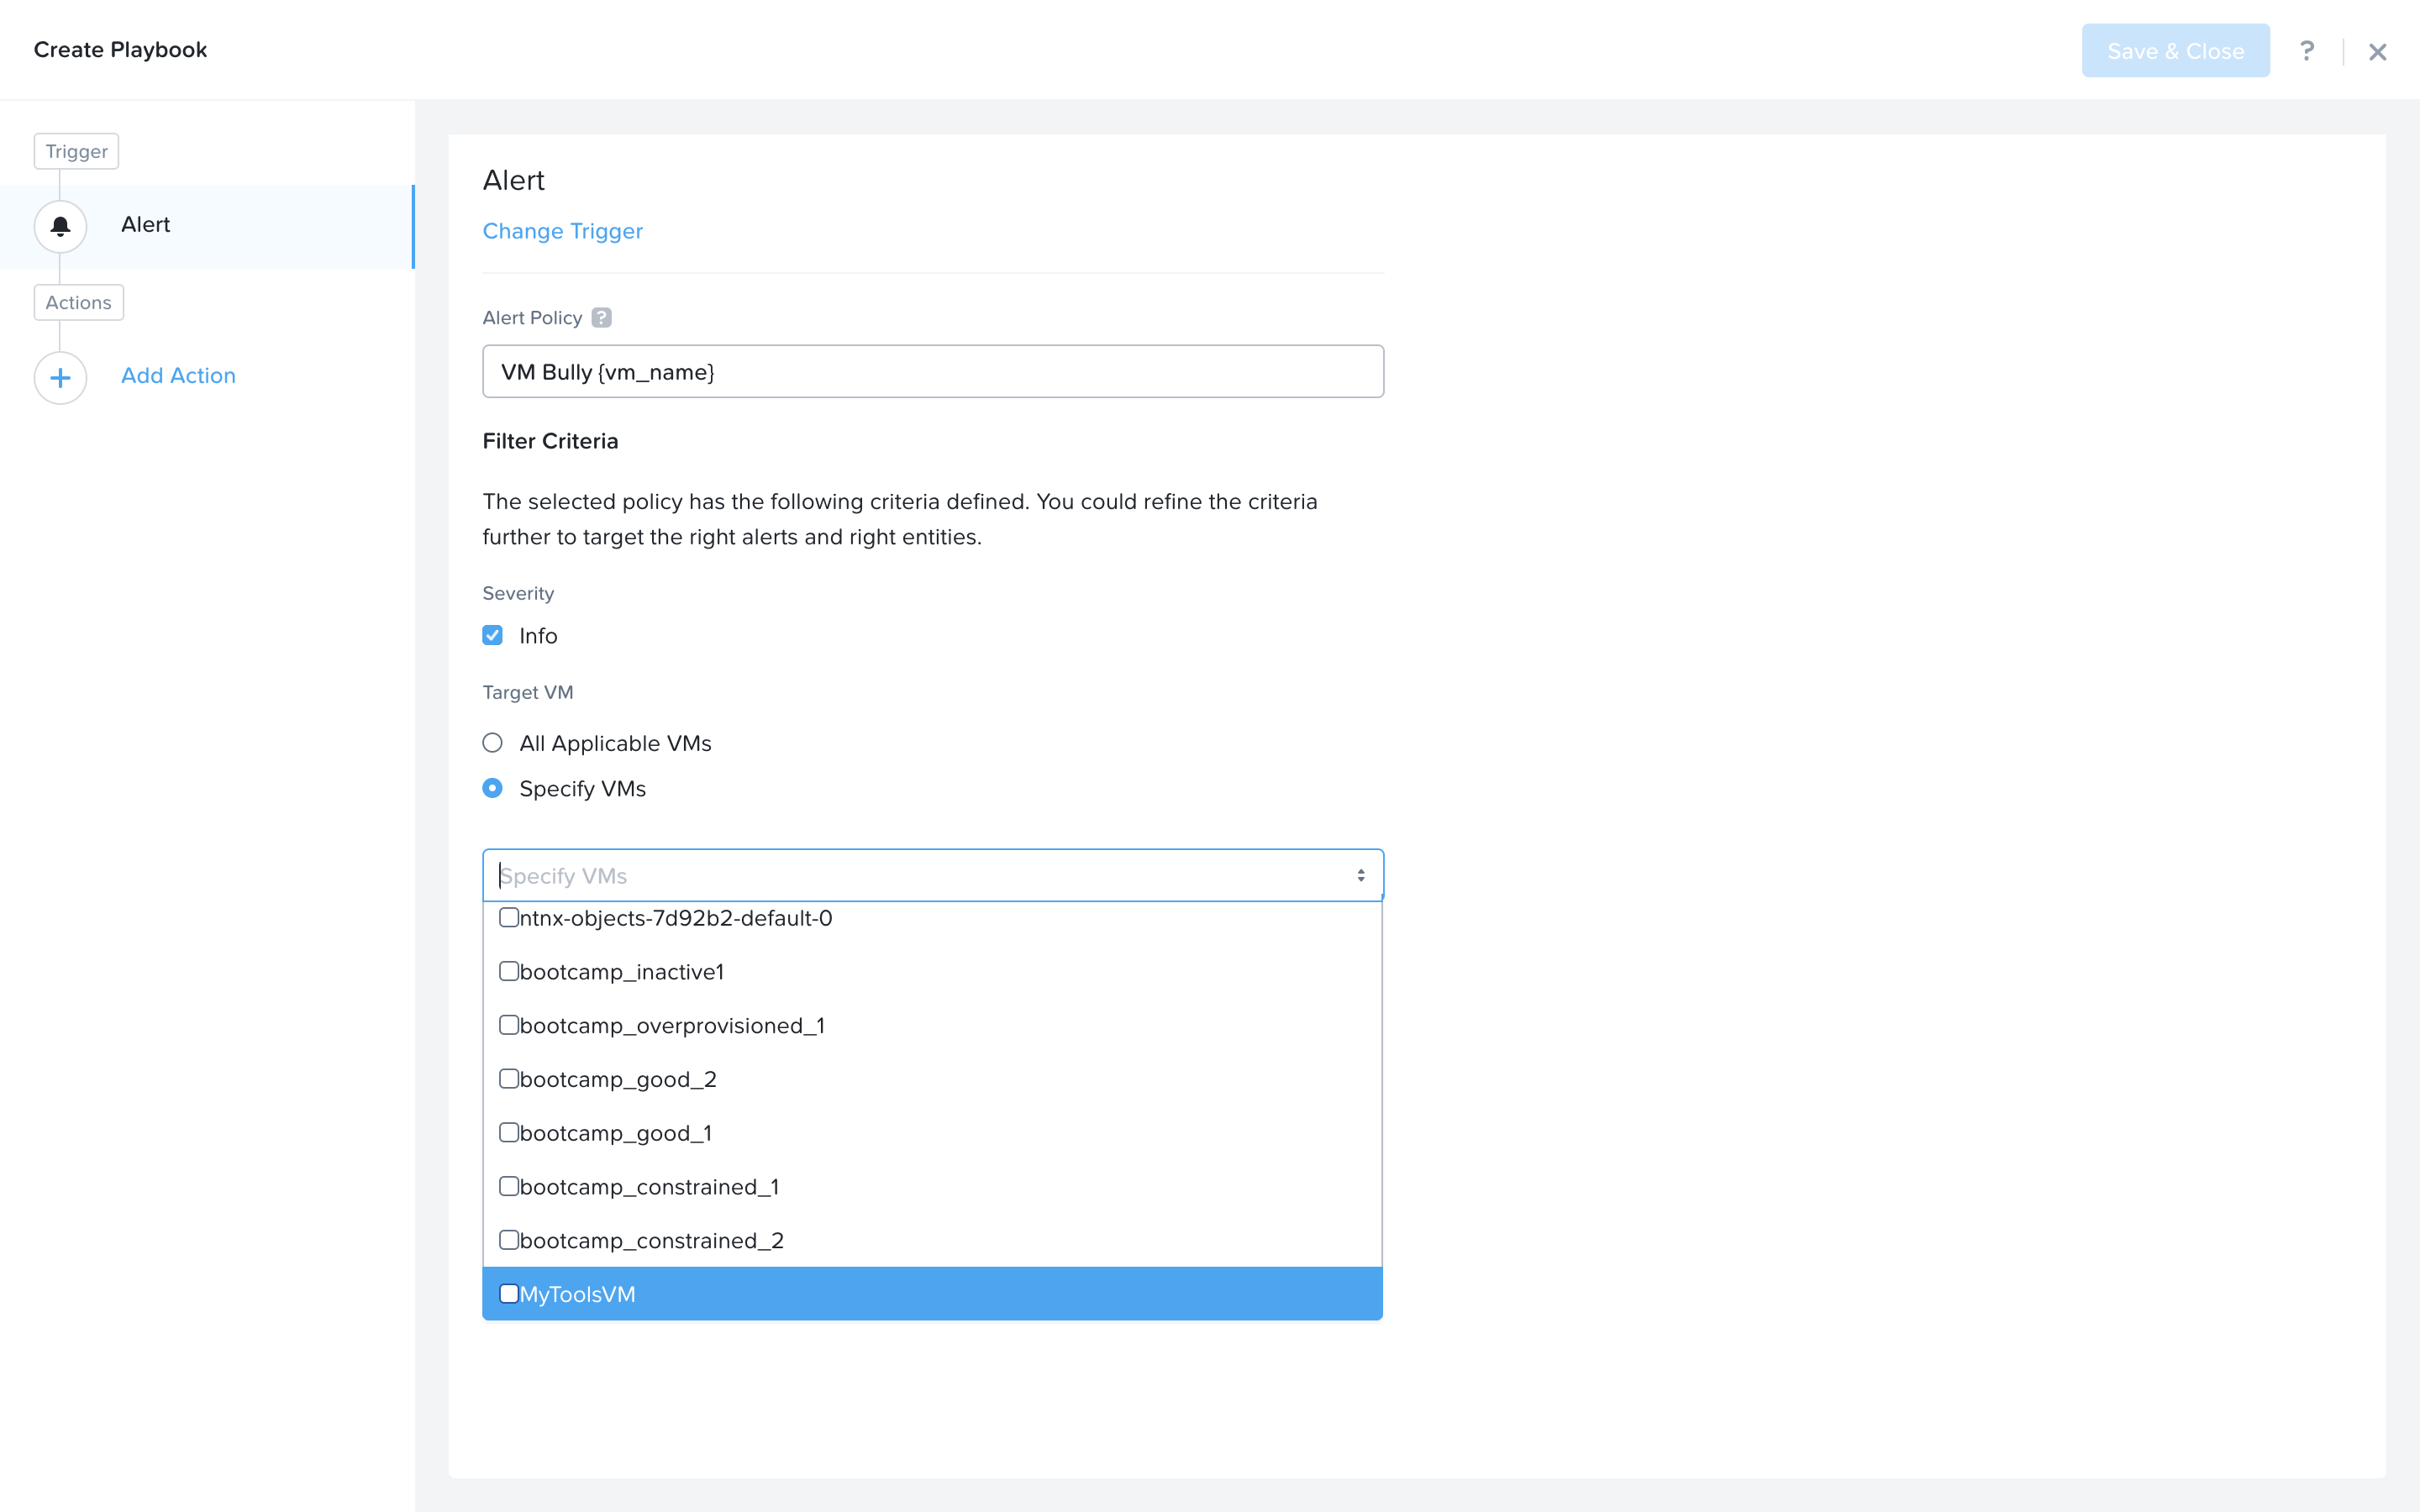 Create Playbook
Save & Close
?
Trigger
Alert
Actions
Add Action
Alert
Change Trigger
Alert Policy ?
VM Bully {vm_name}
Filter Criteria
The selected policy has the following criteria defined. You could refine the criteria
further to target the right alerts and right entities.
Severity
Info
Target VM
All Applicable VMs
Specify VMs
Specify VMs
ntnx-objects-7d92b2-default-0
bootcamp_inactive1
bootcamp_overprovisioned_1
bootcamp_good_2
bootcamp_good_1
bootcamp_constrained_1
bootcamp_constrained_2
MyToolsVM